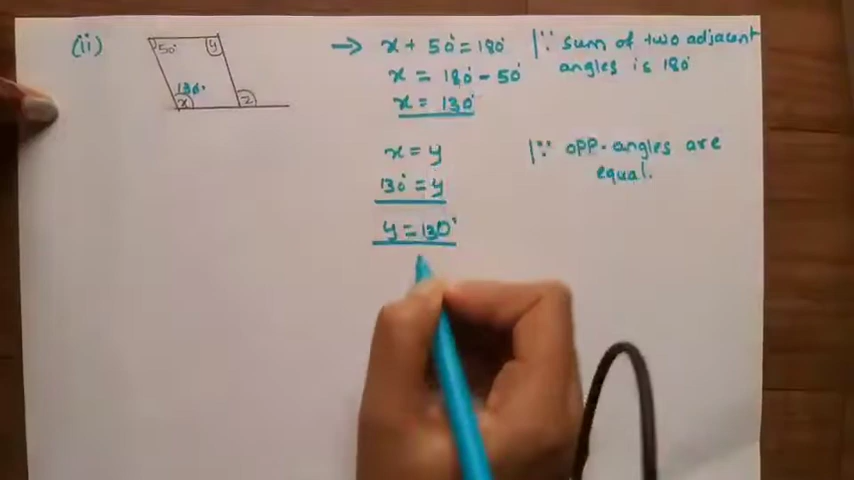 (ii)
50°
y
130°
x
z
→ x + 50° = 180° |∵ sum of two adjacent
angles is 180°
x = 180° - 50°
x = 130°
x = y |∵ opp. angles are
equal.
130° = y
y = 130°